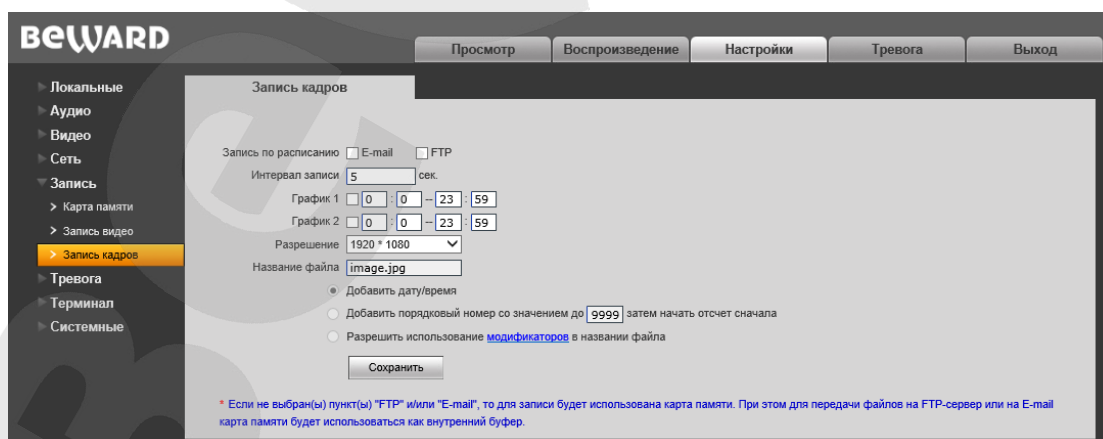 BEWARD
Просмотр Воспроизведение Настройки Тревога Выход
Локальные
Аудио
Видео
Сеть
Запись
Карта памяти
Запись видео
Запись кадров
Тревога
Терминал
Системные
Запись кадров
Запись по расписанию E-mail FTP
Интервал записи 5 сек.
График 1 0 : 0 -- 23 : 59
График 2 0 : 0 -- 23 : 59
Разрешение 1920 * 1080
Название файла image.jpg
Добавить дату/время
Добавить порядковый номер со значением до 9999 затем начать отсчет сначала
Разрешить использование модификаторов в названии файла
Сохранить
* Если не выбран(ы) пункт(ы) "FTP" и/или "E-mail", то для записи будет использована карта памяти. При этом для передачи файлов на FTP-сервер или на E-mail
карта памяти будет использоваться как внутренний буфер.